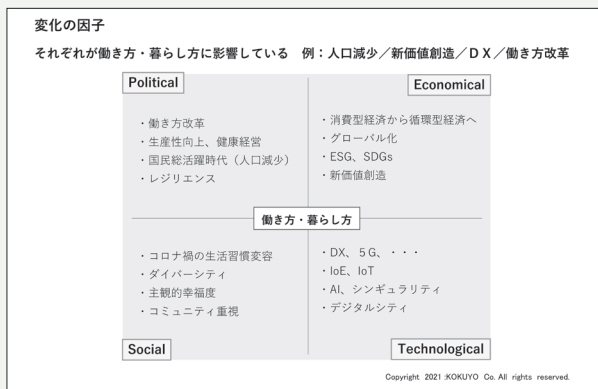 変化の因子
それぞれが働き方・暮らし方に影響している　例：人口減少／新価値創造／ＤＸ／働き方改革
Political
・働き方改革
・生産性向上、健康経営
・国民総活躍時代（人口減少）
・レジリエンス
Economical
・消費型経済から循環型経済へ
・グローバル化
・ESG、SDGs
・新価値創造
働き方・暮らし方
・コロナ禍の生活習慣変容
・ダイバーシティ
・主観的幸福度
・コミュニティ重視
Social
・DX、５G、・・・
・IoE、IoT
・AI、シンギュラリティ
・デジタルシティ
Technological
Copyright 2021 :KOKUYO Co. All rights reserved.